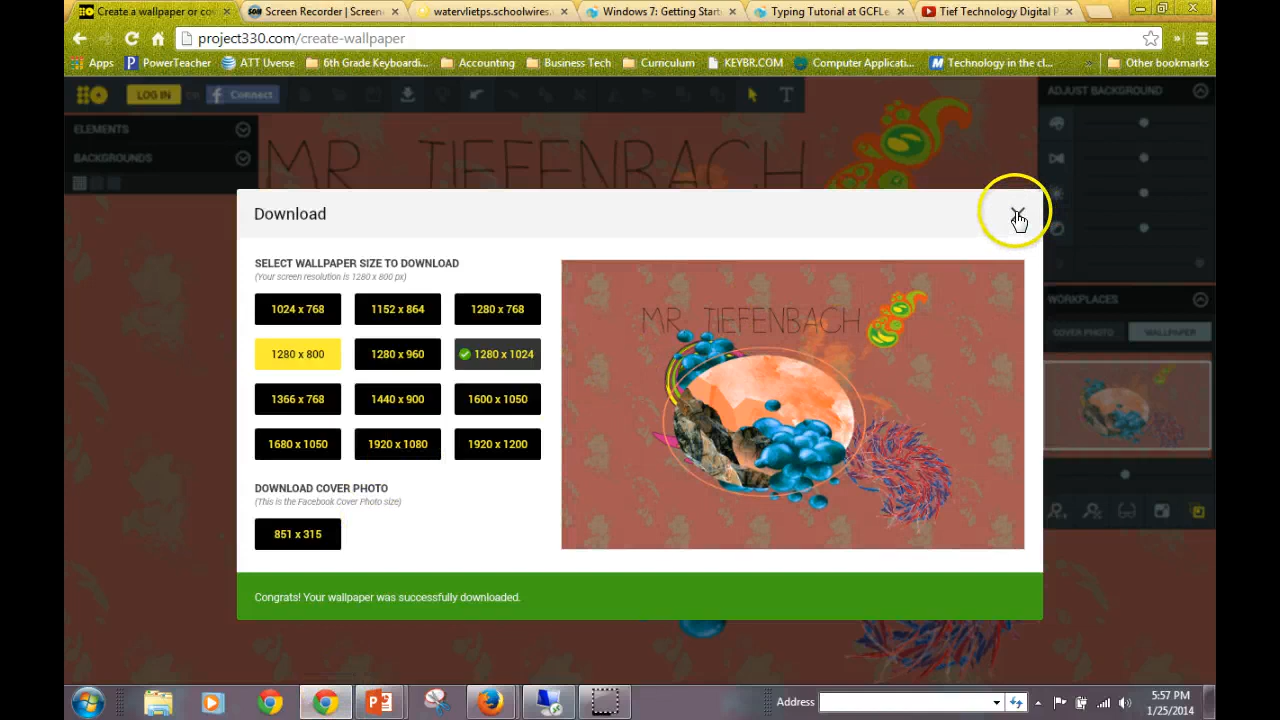 Create a wallpaper or cov
Screen Recorder | Screen-
watervlietps.schoolwires.
Windows 7: Getting Starte
Typing Tutorial at GCFLe
Tief Technology Digital P
project330.com/create-wallpaper
Apps PowerTeacher ATT Uverse 6th Grade Keyboardi... Accounting Business Tech Curriculum KEYBR.COM Computer Applicati... Technology in the cl... Other bookmarks
LOG IN OR Connect
ADJUST BACKGROUND
ELEMENTS
BACKGROUNDS
MR TIEFENBACH
Download
SELECT WALLPAPER SIZE TO DOWNLOAD
(Your screen resolution is 1280 x 800 px)
1024 x 768 1152 x 864 1280 x 768
1280 x 800 1280 x 960 1280 x 1024
1366 x 768 1440 x 900 1600 x 1050
1680 x 1050 1920 x 1080 1920 x 1200
DOWNLOAD COVER PHOTO
(This is the Facebook Cover Photo size)
851 x 315
MR TIEFENBACH
WORKPLACES
COVER PHOTO WALLPAPER
Congrats! Your wallpaper was successfully downloaded.
Address
5:57 PM
1/25/2014